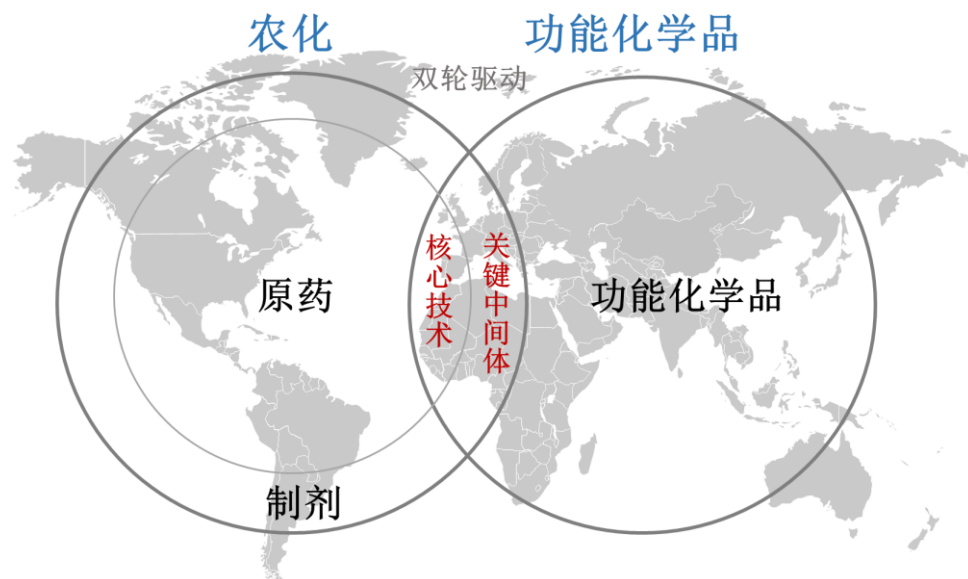 农化
功能化学品
双轮驱动
核心技术
关键中间体
原药
功能化学品
制剂